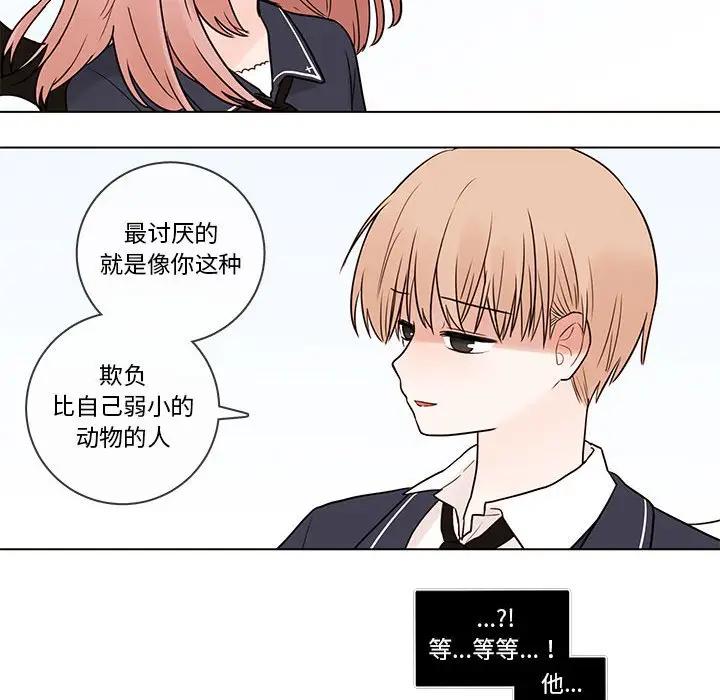 最讨厌的
就是像你这种
欺负
比自己弱小的
动物的人
...?!
等...等等...！
他...